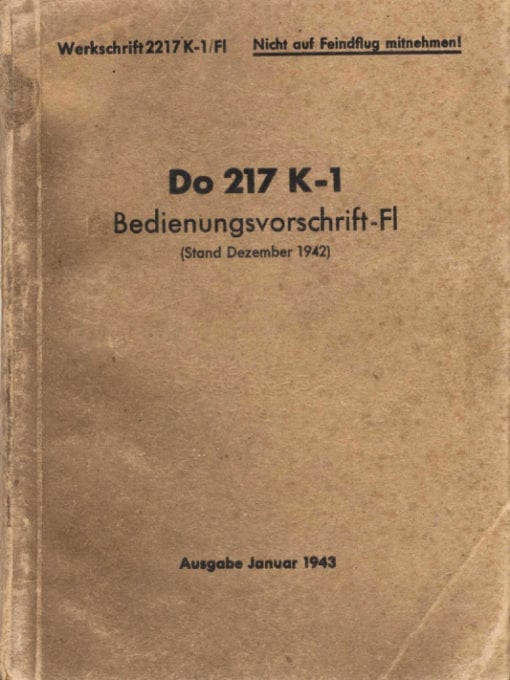 Werkschrift 2217 K-1/Fl Nicht auf Feindflug mitnehmen!
Do 217 K-1
Bedienungsvorschrift-Fl
(Stand Dezember 1942)
Ausgabe Januar 1943